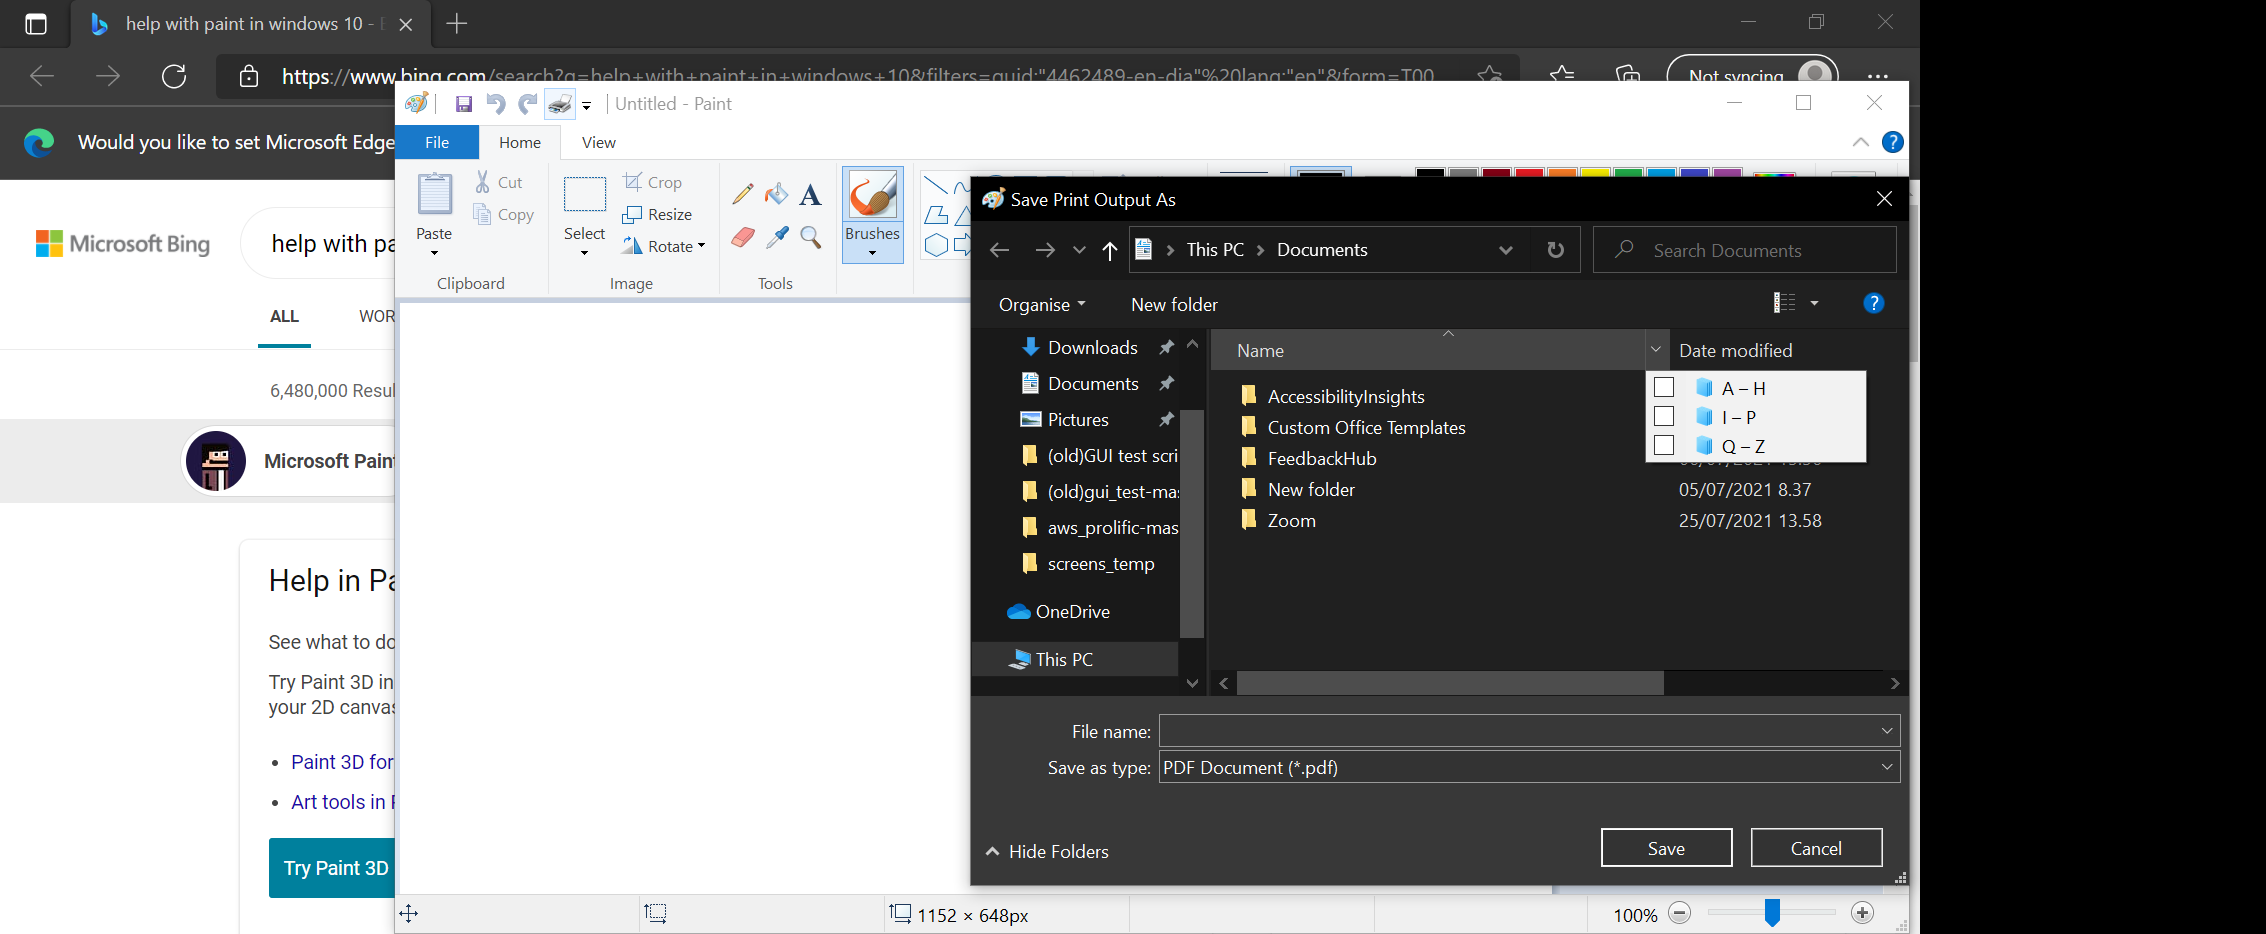 help with paint in windows 10 -
https://www.bing.com/search?q=help+with+paint+in+windows+10&filters=guid:"4462489-en-dia"%20lang:"en"&form=T00
Not syncing
Would you like to set Microsoft Edge
Untitled - Paint
File
Home
View
Paste
Cut
Copy
Clipboard
Select
Crop
Resize
Rotate
Image
Tools
Brushes
Microsoft Bing
help with pa
ALL
WOR
6,480,000 Resul
Microsoft Pain
Help in Pa
See what to do
Try Paint 3D in
your 2D canvas
Paint 3D for
Art tools in
Try Paint 3D
Save Print Output As
This PC
Documents
Search Documents
Organise
New folder
Downloads
Documents
Pictures
(old)GUI test scri
(old)gui_test-mas
aws_prolific-mas
screens_temp
OneDrive
This PC
Name
Date modified
A – H
I – P
Q – Z
AccessibilityInsights
Custom Office Templates
FeedbackHub
New folder
05/07/2021 8.37
Zoom
25/07/2021 13.58
File name:
Save as type:
PDF Document (*.pdf)
Hide Folders
Save
Cancel
1152 × 648px
100%